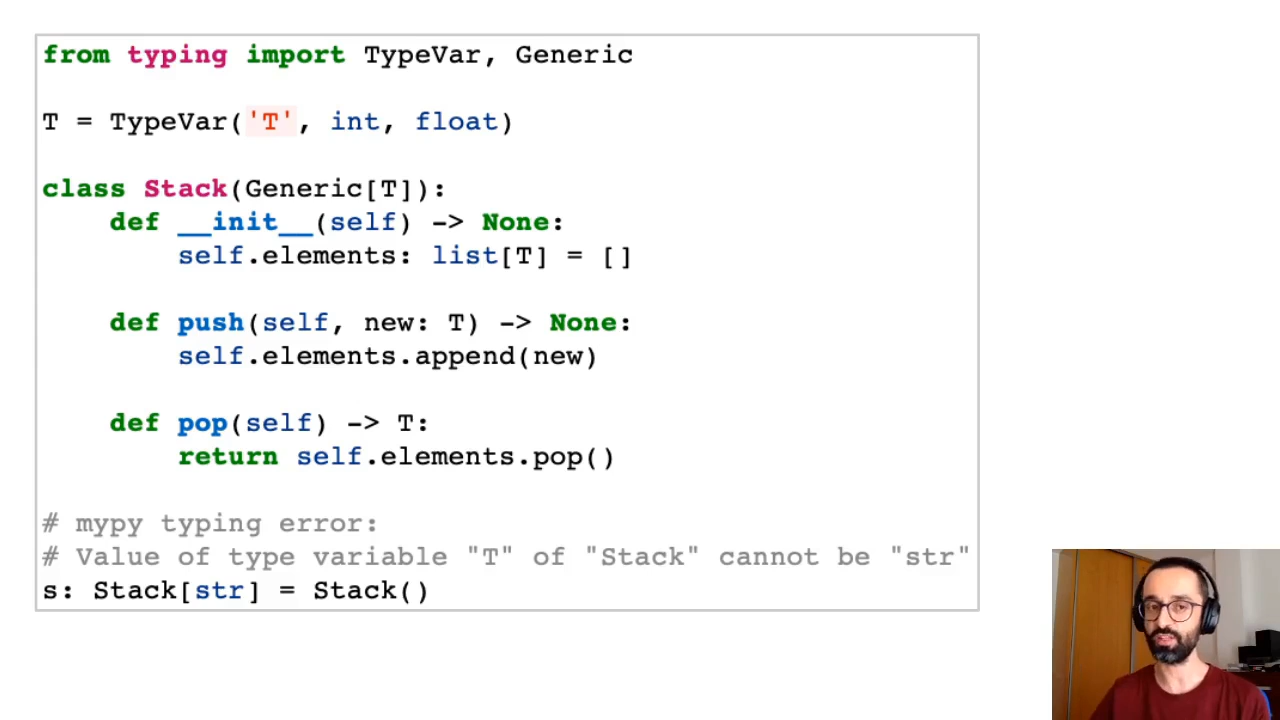 from typing import TypeVar, Generic
T = TypeVar('T', int, float)
class Stack(Generic[T]):
    def __init__(self) -> None:
        self.elements: list[T] = []
    def push(self, new: T) -> None:
        self.elements.append(new)
    def pop(self) -> T:
        return self.elements.pop()
# mypy typing error:
# Value of type variable "T" of "Stack" cannot be "str"
s: Stack[str] = Stack()